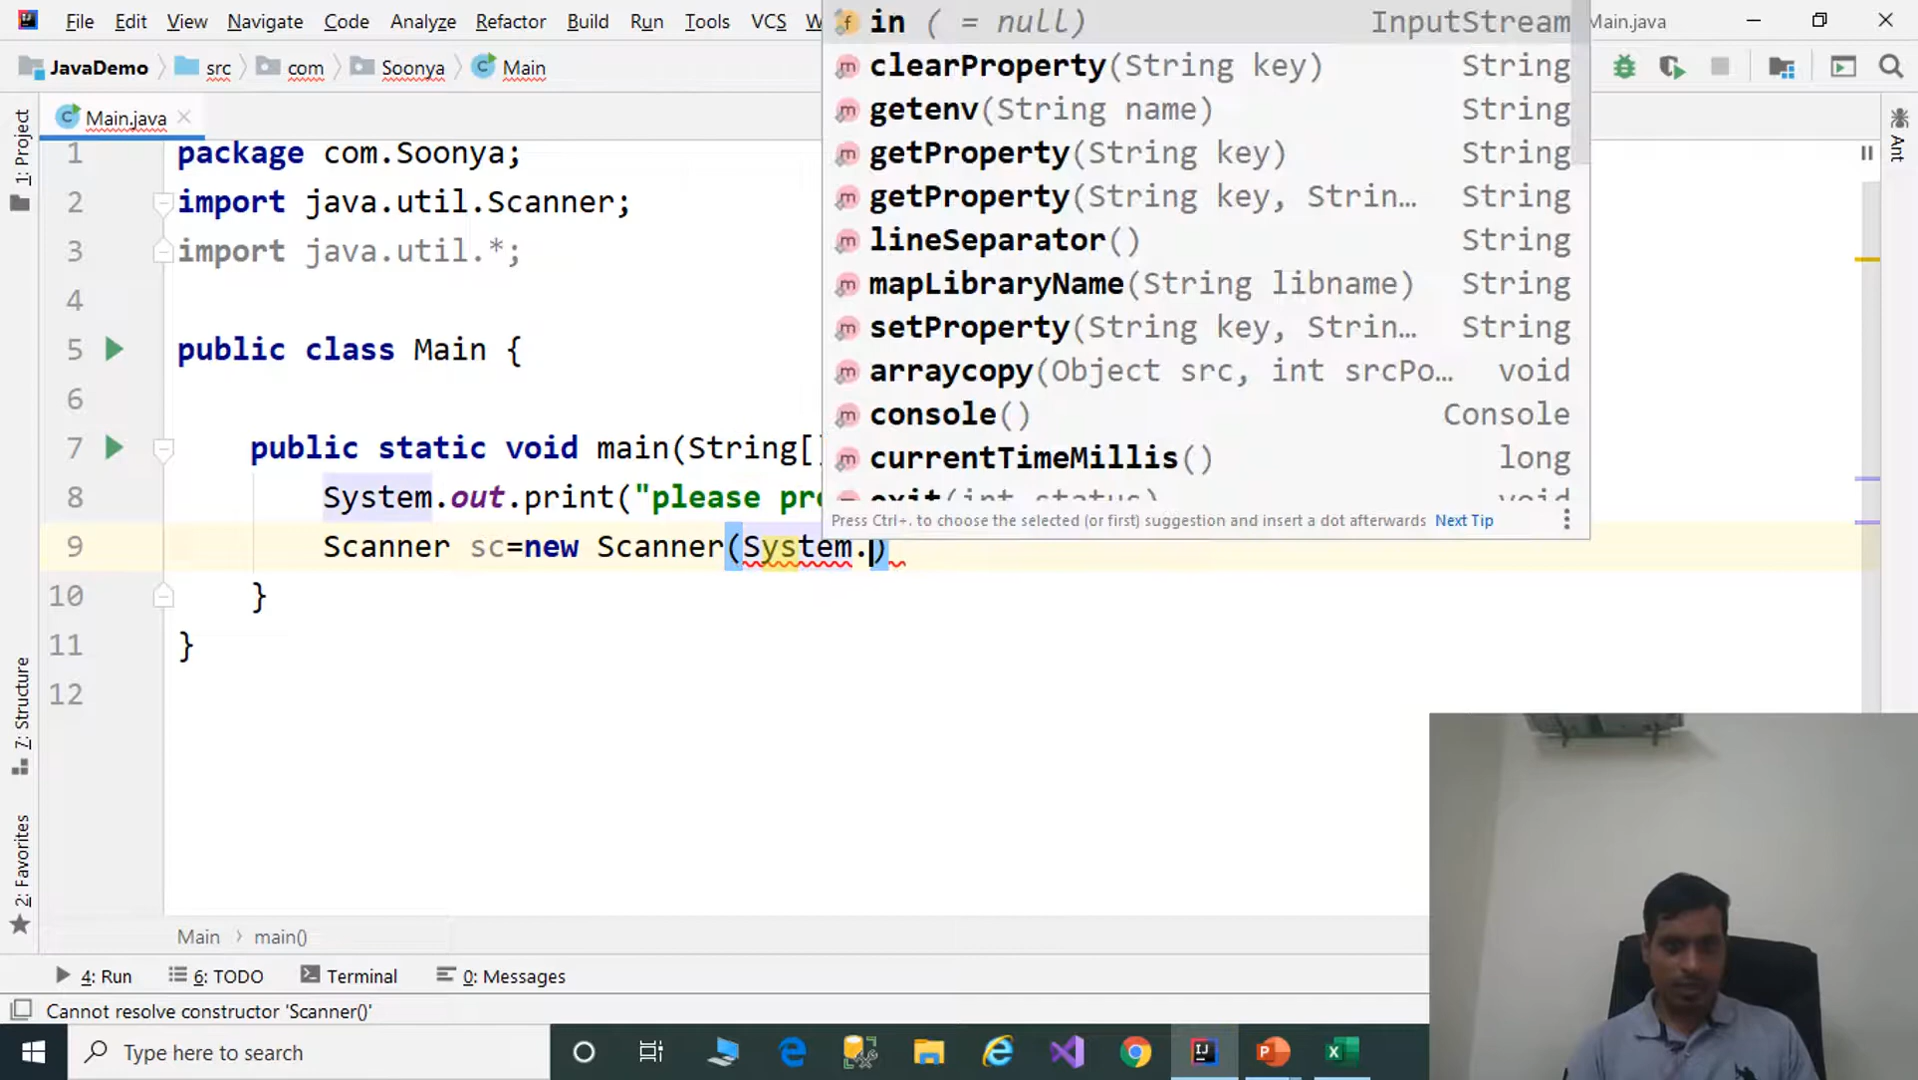 File Edit View Navigate Code Analyze Refactor Build Run Tools VCS W Main.java
JavaDemo src com Soonya Main
Main.java
1 package com.Soonya;
2 import java.util.Scanner;
3 import java.util.*;
4
5 public class Main {
6
7 public static void main(String[]
8 System.out.print("please pro
9 Scanner sc=new Scanner(System.)
10 }
11 }
12
in ( = null) InputStream
clearProperty(String key) String
getenv(String name) String
getProperty(String key) String
getProperty(String key, Strin… String
lineSeparator() String
mapLibraryName(String libname) String
setProperty(String key, Strin… String
arraycopy(Object src, int srcPo… void
console() Console
currentTimeMillis() long
exit(int status) void
Press Ctrl+. to choose the selected (or first) suggestion and insert a dot afterwards Next Tip
1: Project
7: Structure
2: Favorites
Ant
Main main()
4: Run 6: TODO Terminal 0: Messages
Cannot resolve constructor 'Scanner()'
Type here to search